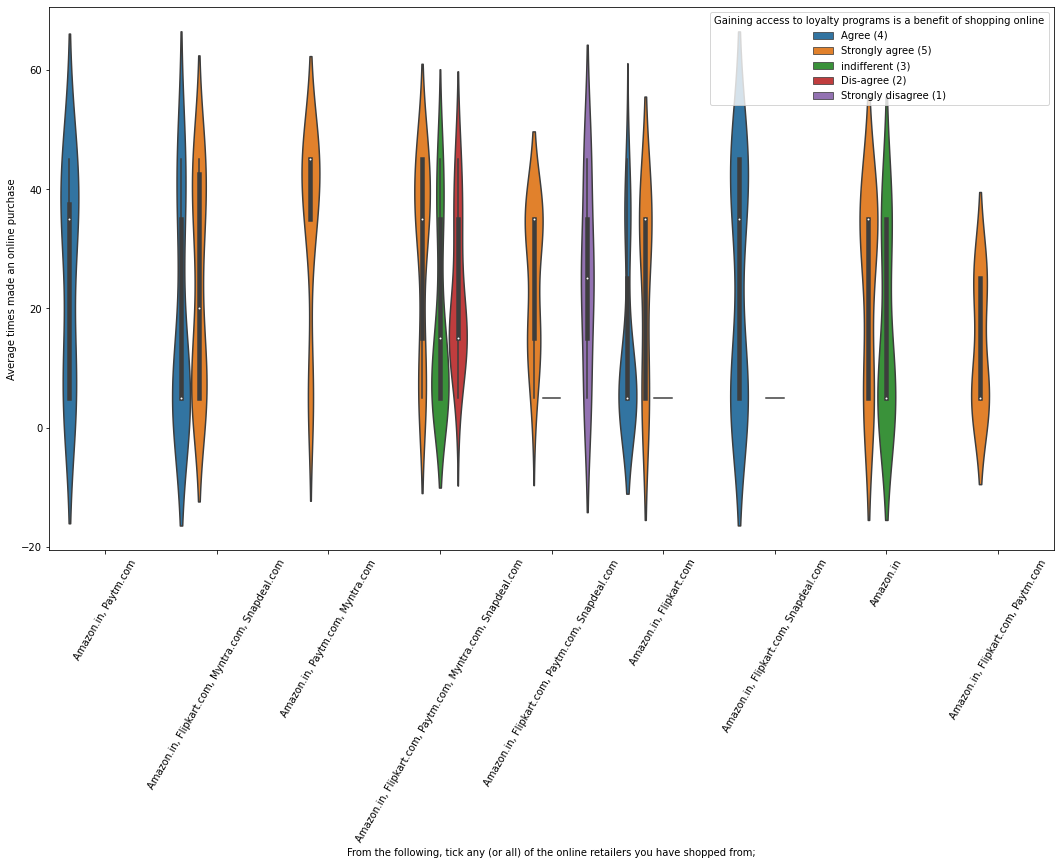 Gaining access to loyalty programs is a benefit of shopping online
Agree (4)
Strongly agree (5)
indifferent (3)
Dis-agree (2)
Strongly disagree (1)
60
40
20
0
−20
Average times made an online purchase
Amazon.in, Paytm.com
Amazon.in, Flipkart.com, Myntra.com, Snapdeal.com
Amazon.in, Paytm.com, Myntra.com
Amazon.in, Flipkart.com, Paytm.com, Myntra.com, Snapdeal.com
Amazon.in, Flipkart.com, Paytm.com, Snapdeal.com
Amazon.in, Flipkart.com
Amazon.in, Flipkart.com, Snapdeal.com
Amazon.in
Amazon.in, Flipkart.com, Paytm.com
From the following, tick any (or all) of the online retailers you have shopped from;